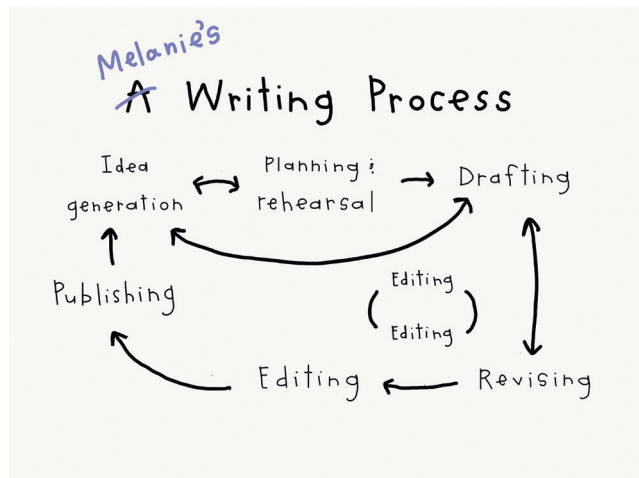 Melanie's
A Writing Process
Idea
generation
Planning &
rehearsal
Drafting
Publishing
Editing
Editing
Editing
Revising